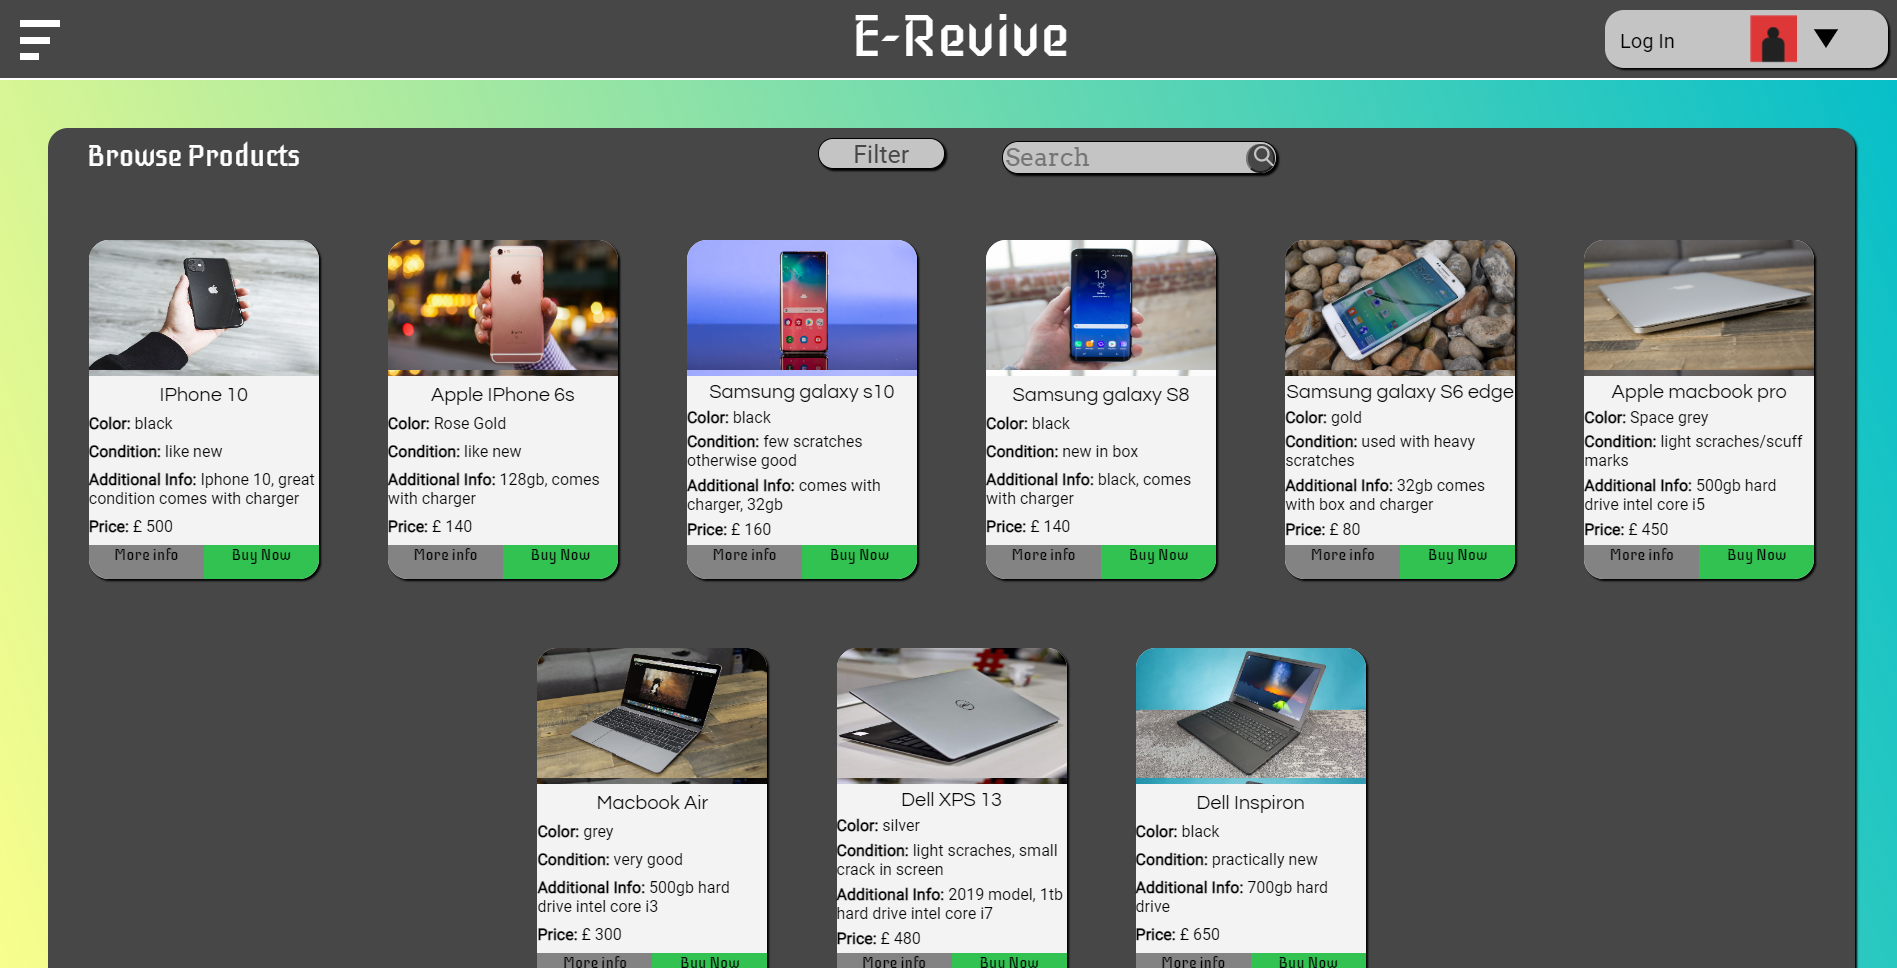 E-Revive
Log In
Browse Products
Filter
Search
IPhone 10
Color: black
Condition: like new
Additional Info: Iphone 10, great
condition comes with charger
Price: £ 500
More info
Buy Now
Apple IPhone 6s
Color: Rose Gold
Condition: like new
Additional Info: 128gb, comes
with charger
Price: £ 140
More info
Buy Now
Samsung galaxy s10
Color: black
Condition: few scratches
otherwise good
Additional Info: comes with
charger, 32gb
Price: £ 160
More info
Buy Now
13°
Samsung galaxy S8
Color: black
Condition: new in box
Additional Info: black, comes
with charger
Price: £ 140
More info
Buy Now
Samsung galaxy S6 edge
Color: gold
Condition: used with heavy
scratches
Additional Info: 32gb comes
with box and charger
Price: £ 80
More info
Buy Now
Apple macbook pro
Color: Space grey
Condition: light scraches/scuff
marks
Additional Info: 500gb hard
drive intel core i5
Price: £ 450
More info
Buy Now
Macbook Air
Color: grey
Condition: very good
Additional Info: 500gb hard
drive intel core i3
Price: £ 300
More info
Buy Now
Dell XPS 13
Color: silver
Condition: light scraches, small
crack in screen
Additional Info: 2019 model, 1tb
hard drive intel core i7
Price: £ 480
More info
Buy Now
Dell Inspiron
Color: black
Condition: practically new
Additional Info: 700gb hard
drive
Price: £ 650
More info
Buy Now